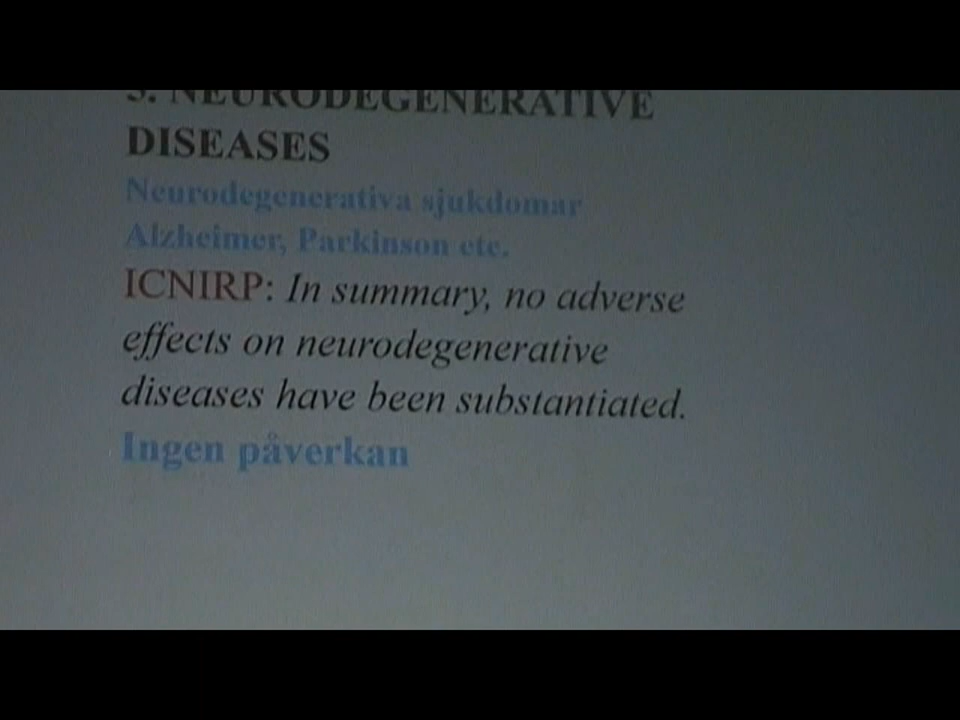 5. NEURODEGENERATIVE
DISEASES
Neurodegenerativa sjukdomar
Alzheimer, Parkinson etc.
ICNIRP: In summary, no adverse
effects on neurodegenerative
diseases have been substantiated.
Ingen påverkan